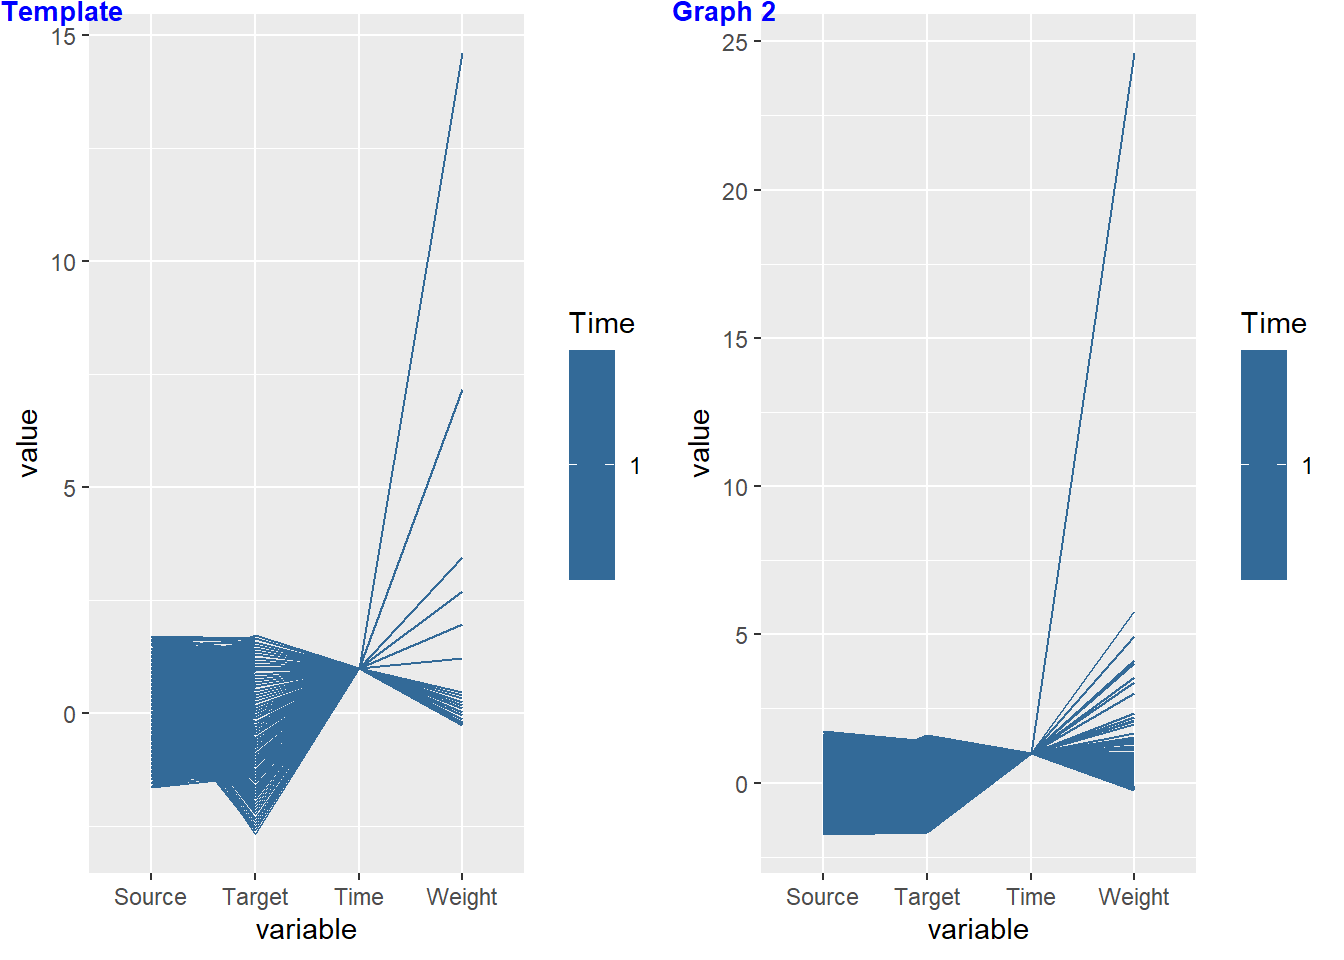 Template
15
10
5
0
value
Source Target Time Weight
variable
Time
1
Graph 2
25
20
15
10
5
0
value
Source Target Time Weight
variable
Time
1